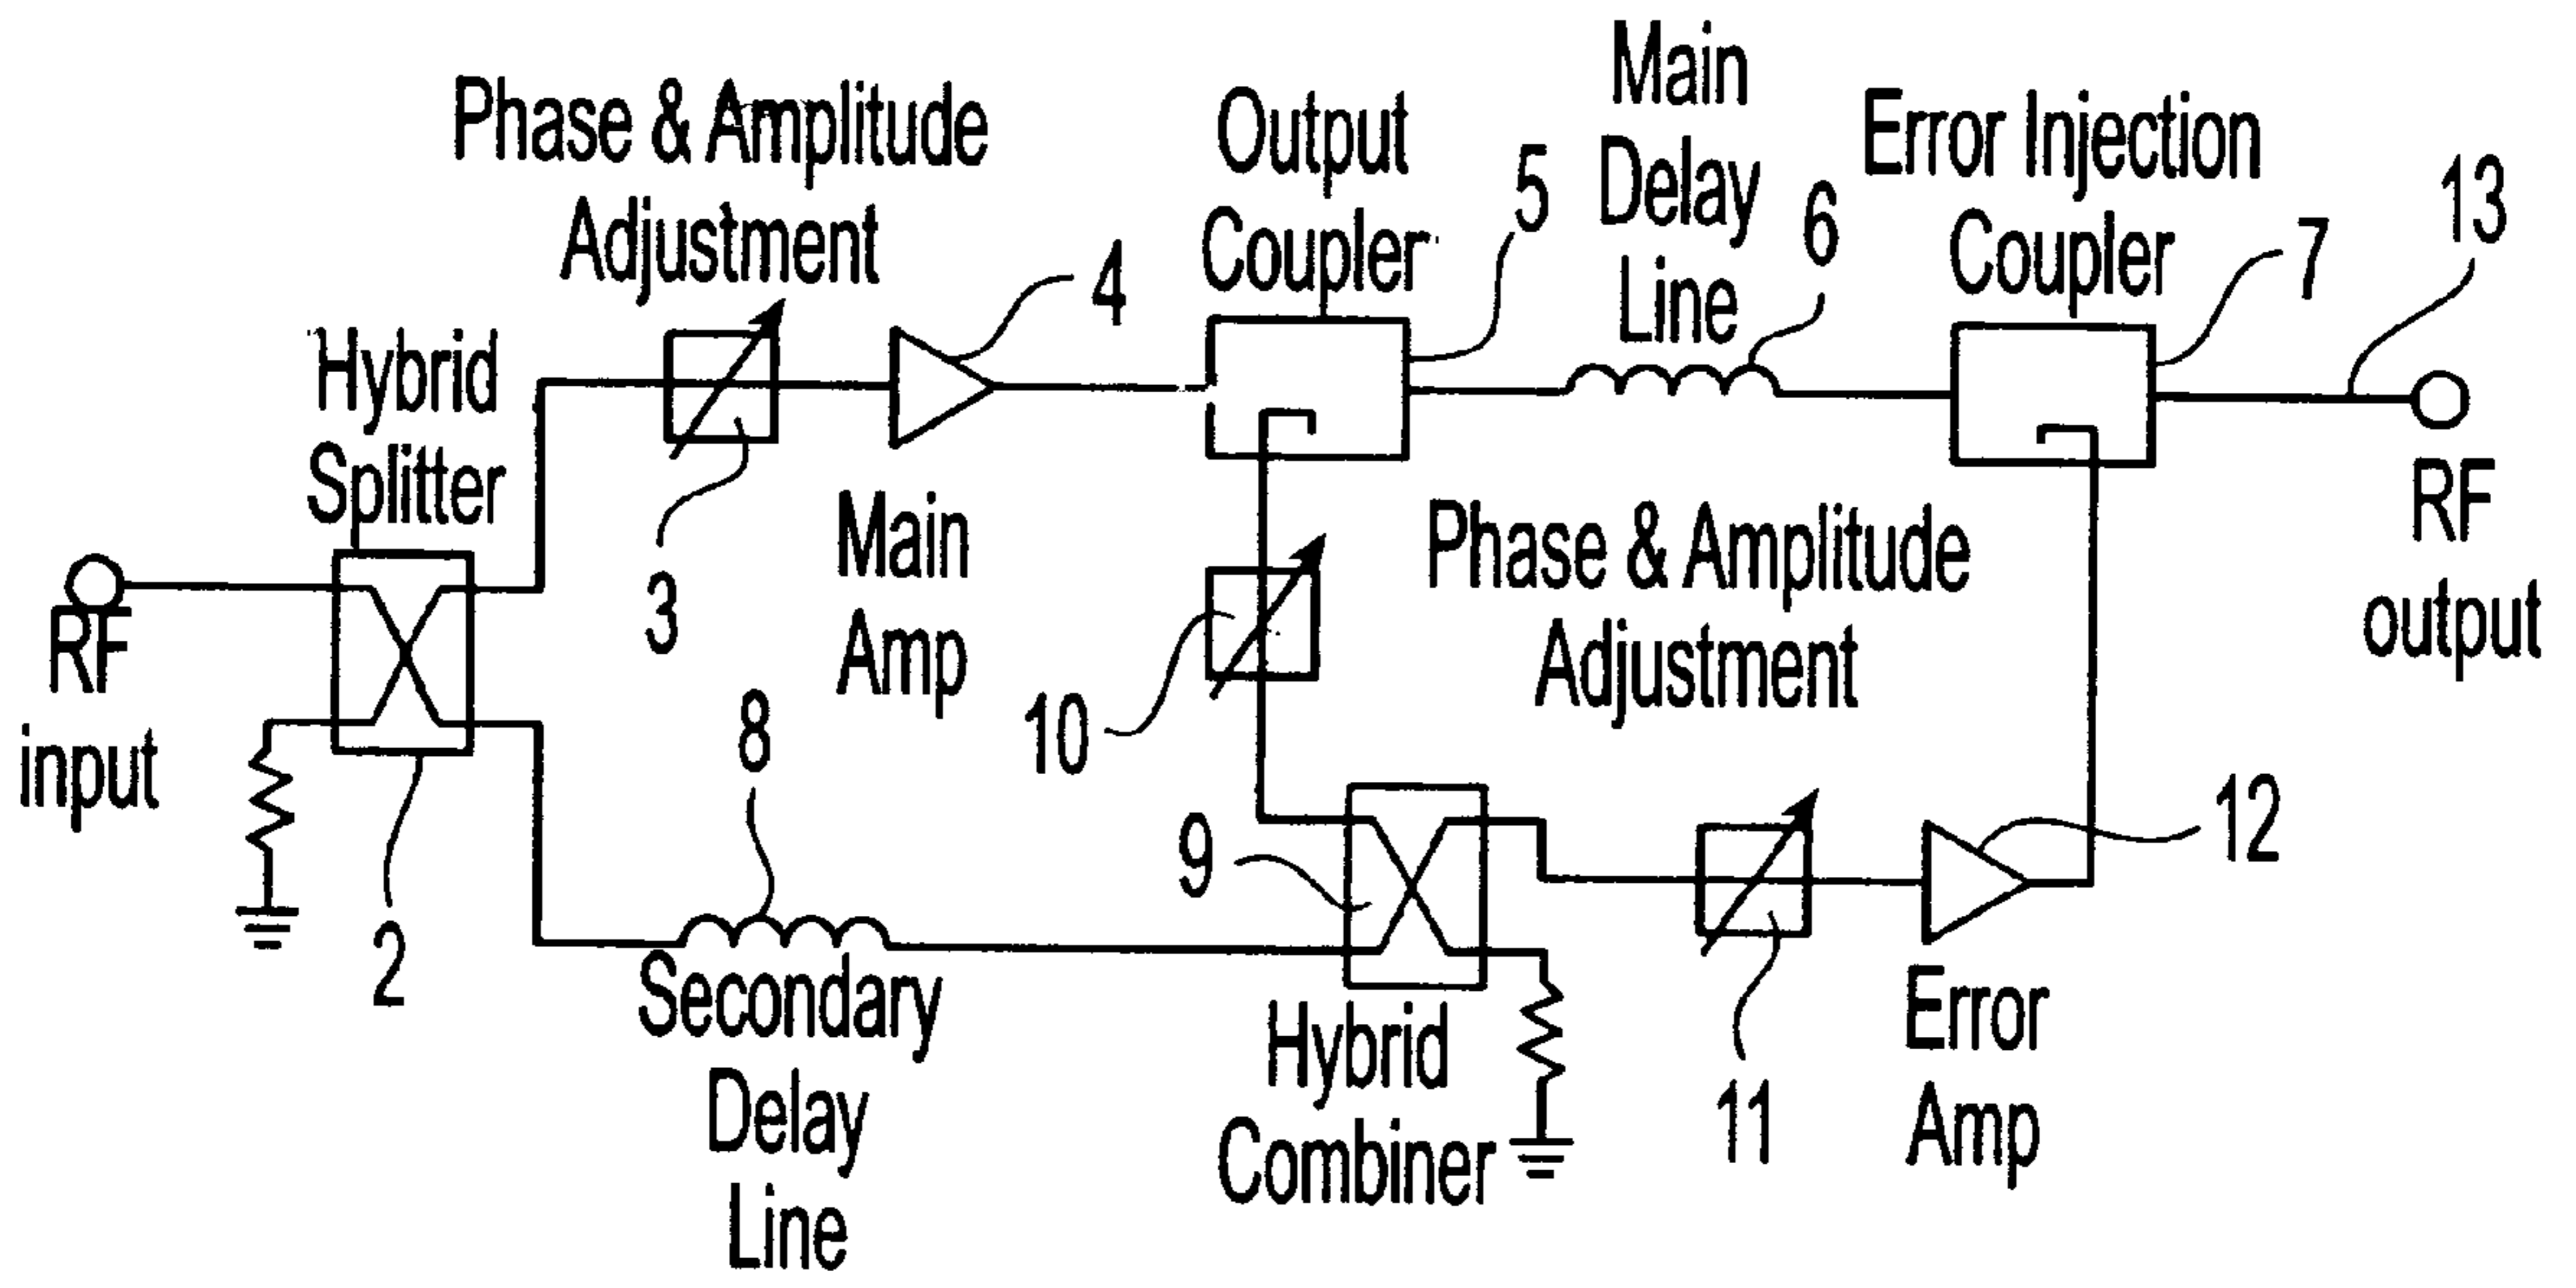 Phase & Amplitude
Adjustment
Output
Coupler
Main
Delay
Line
Error Injection
Coupler
5
6
7
13
4
Hybrid
Splitter
3
Main
Amp
RF
input
2
8
Secondary
Delay
Line
10
Phase & Amplitude
Adjustment
RF
output
9
Hybrid
Combiner
11
12
Error
Amp